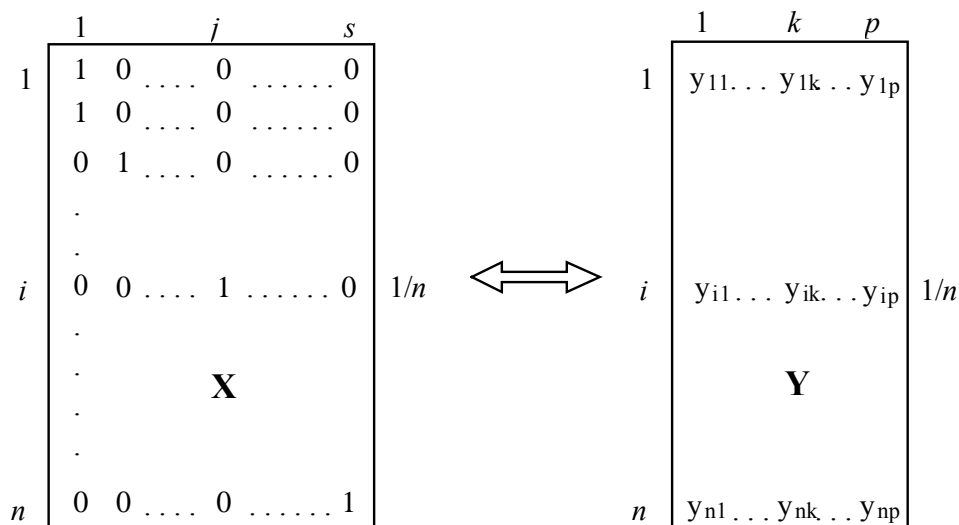 1 j s 1 k p
1 1 0 .... 0 ...... 0 1 y11... y1k... y1p
1 0 .... 0 ...... 0
0 1 .... 0 ...... 0
.
.
i 0 0 .... 1 ...... 0 1/n i yi1... yik... yip 1/n
.
.
X Y
.
.
n 0 0 .... 0 ...... 1 n yn1... ynk... ynp